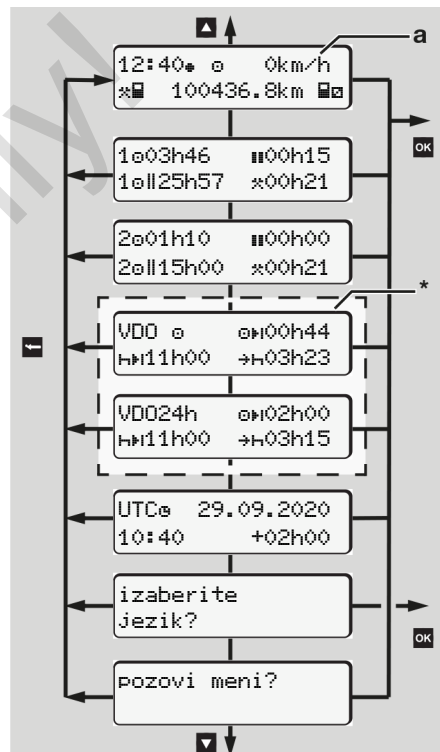 a
12:40 ⊙ 0km/h
100436.8km
OK
1⊙03h46 00h15
1⊙||25h57 00h21
2⊙01h10 00h00
2⊙||15h00 00h21
*
VDO ⊙ 00h44
11h00 03h23
VDO24h 02h00
11h00 03h15
UTC 29.09.2020
10:40 +02h00
izaberite
jezik?
OK
pozovi meni?